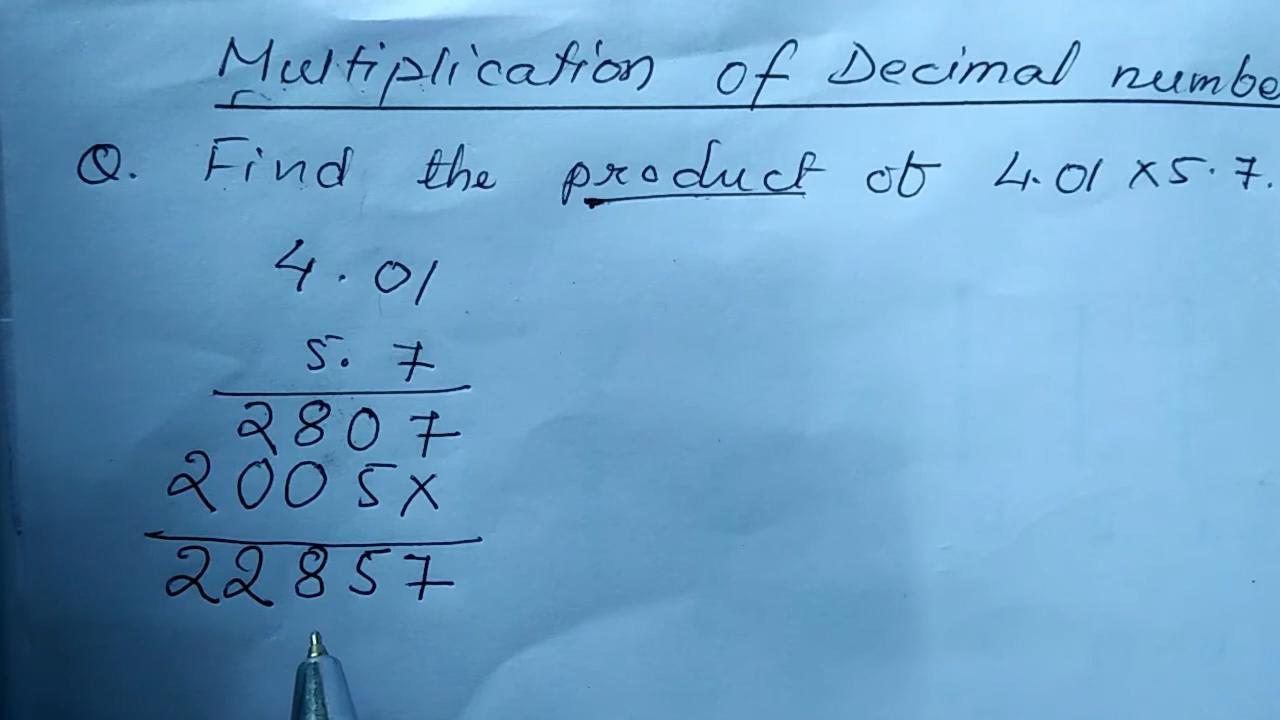 Multiplication of Decimal numbe
Q. Find the product of 4.01 x 5.7.
4.01
5.7
2807
2005x
22857